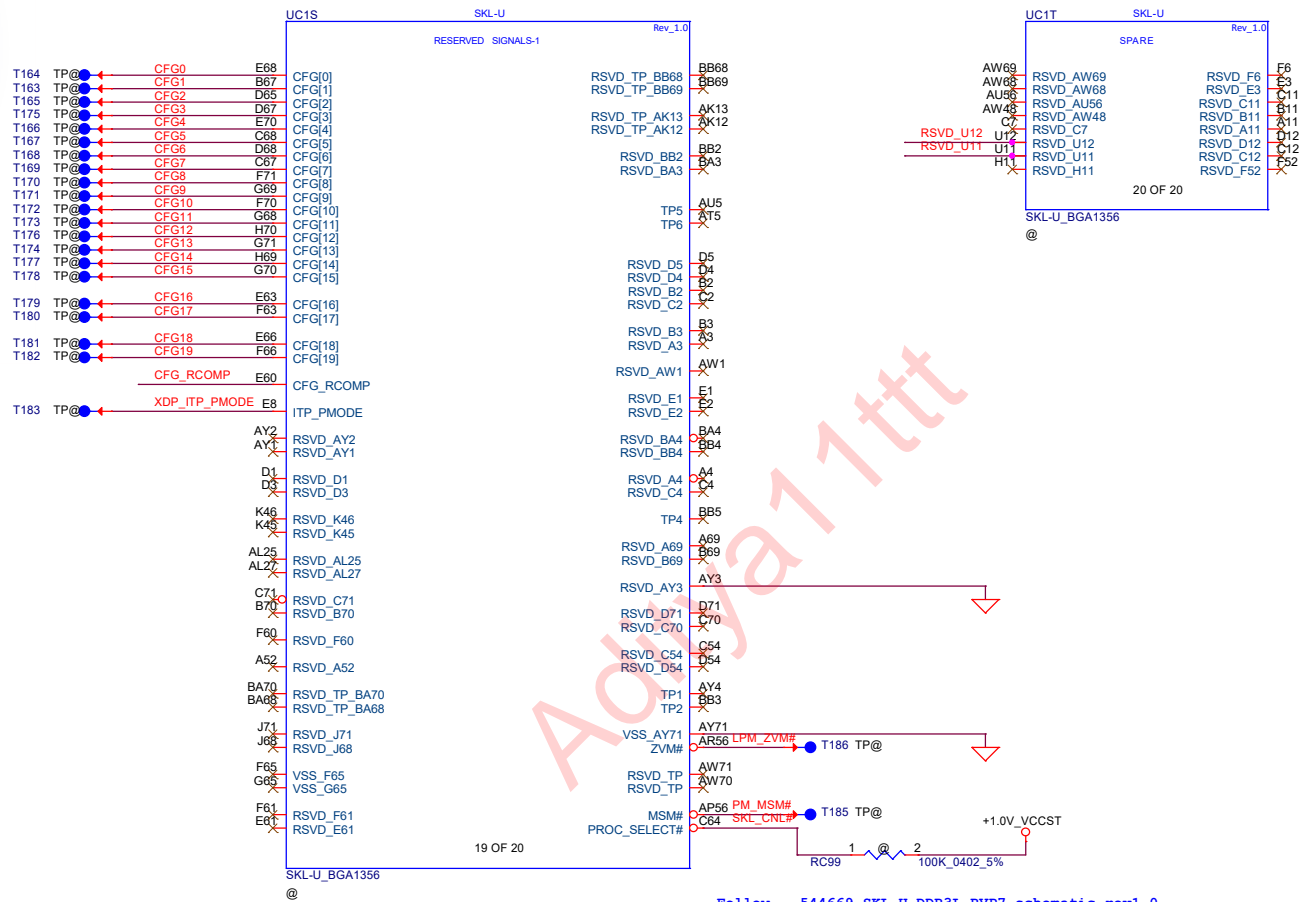 UC1S SKL-U
Rev_1.0
RESERVED SIGNALS-1
T164 TP@ CFG0 E68 CFG[0]
T163 TP@ CFG1 B67 CFG[1]
T165 TP@ CFG2 D65 CFG[2]
T175 TP@ CFG3 D67 CFG[3]
T166 TP@ CFG4 E70 CFG[4]
T167 TP@ CFG5 C68 CFG[5]
T168 TP@ CFG6 D68 CFG[6]
T169 TP@ CFG7 C67 CFG[7]
T170 TP@ CFG8 F71 CFG[8]
T171 TP@ CFG9 G69 CFG[9]
T172 TP@ CFG10 F70 CFG[10]
T173 TP@ CFG11 G68 CFG[11]
T176 TP@ CFG12 H70 CFG[12]
T174 TP@ CFG13 G71 CFG[13]
T177 TP@ CFG14 H69 CFG[14]
T178 TP@ CFG15 G70 CFG[15]
T179 TP@ CFG16 E63 CFG[16]
T180 TP@ CFG17 F63 CFG[17]
T181 TP@ CFG18 E66 CFG[18]
T182 TP@ CFG19 F66 CFG[19]
CFG_RCOMP E60 CFG_RCOMP
T183 TP@ XDP_ITP_PMODE E8 ITP_PMODE
AY2 RSVD_AY2
AY1 RSVD_AY1
D1 RSVD_D1
D3 RSVD_D3
K46 RSVD_K46
K45 RSVD_K45
AL25 RSVD_AL25
AL27 RSVD_AL27
C71 RSVD_C71
B70 RSVD_B70
F60 RSVD_F60
A52 RSVD_A52
BA70 RSVD_TP_BA70
BA68 RSVD_TP_BA68
J71 RSVD_J71
J68 RSVD_J68
F65 VSS_F65
G65 VSS_G65
F61 RSVD_F61
E61 RSVD_E61
RSVD_TP_BB68 BB68
RSVD_TP_BB69 BB69
RSVD_TP_AK13 AK13
RSVD_TP_AK12 AK12
RSVD_BB2 BB2
RSVD_BA3 BA3
TP5 AU5
TP6 AT5
RSVD_D5 D5
RSVD_D4 D4
RSVD_B2 B2
RSVD_C2 C2
RSVD_B3 B3
RSVD_A3 A3
RSVD_AW1 AW1
RSVD_E1 E1
RSVD_E2 E2
RSVD_BA4 BA4
RSVD_BB4 BB4
RSVD_A4 A4
RSVD_C4 C4
TP4 BB5
RSVD_A69 A69
RSVD_B69 B69
RSVD_AY3 AY3
RSVD_D71 D71
RSVD_C70 C70
RSVD_C54 C54
RSVD_D54 D54
TP1 AY4
TP2 BB3
VSS_AY71 AY71
ZVM# AR56 LPM_ZVM# T186 TP@
RSVD_TP AW71
RSVD_TP AW70
MSM# AP56 PM_MSM# T185 TP@
PROC_SELECT# C64 SKL_CNL#
+1.0V_VCCST
RC99 1 @ 2 100K_0402_5%
19 OF 20
SKL-U_BGA1356
@
UC1T SKL-U
Rev_1.0
SPARE
AW69 RSVD_AW69
AW68 RSVD_AW68
AU56 RSVD_AU56
AW48 RSVD_AW48
C7 RSVD_C7
RSVD_U12 U12 RSVD_U12
RSVD_U11 U11 RSVD_U11
H11 RSVD_H11
RSVD_F6 F6
RSVD_E3 E3
RSVD_C11 C11
RSVD_B11 B11
RSVD_A11 A11
RSVD_D12 D12
RSVD_C12 C12
RSVD_F52 F52
20 OF 20
SKL-U_BGA1356
@
Aditya11ttt